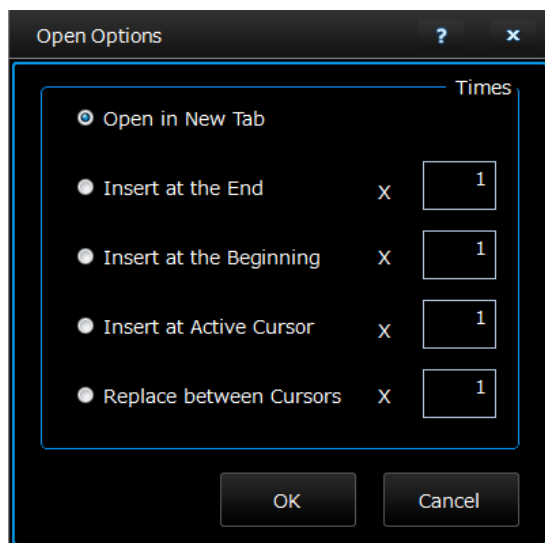 Open Options ? ×
Times
Open in New Tab
Insert at the End X 1
Insert at the Beginning X 1
Insert at Active Cursor X 1
Replace between Cursors X 1
OK Cancel